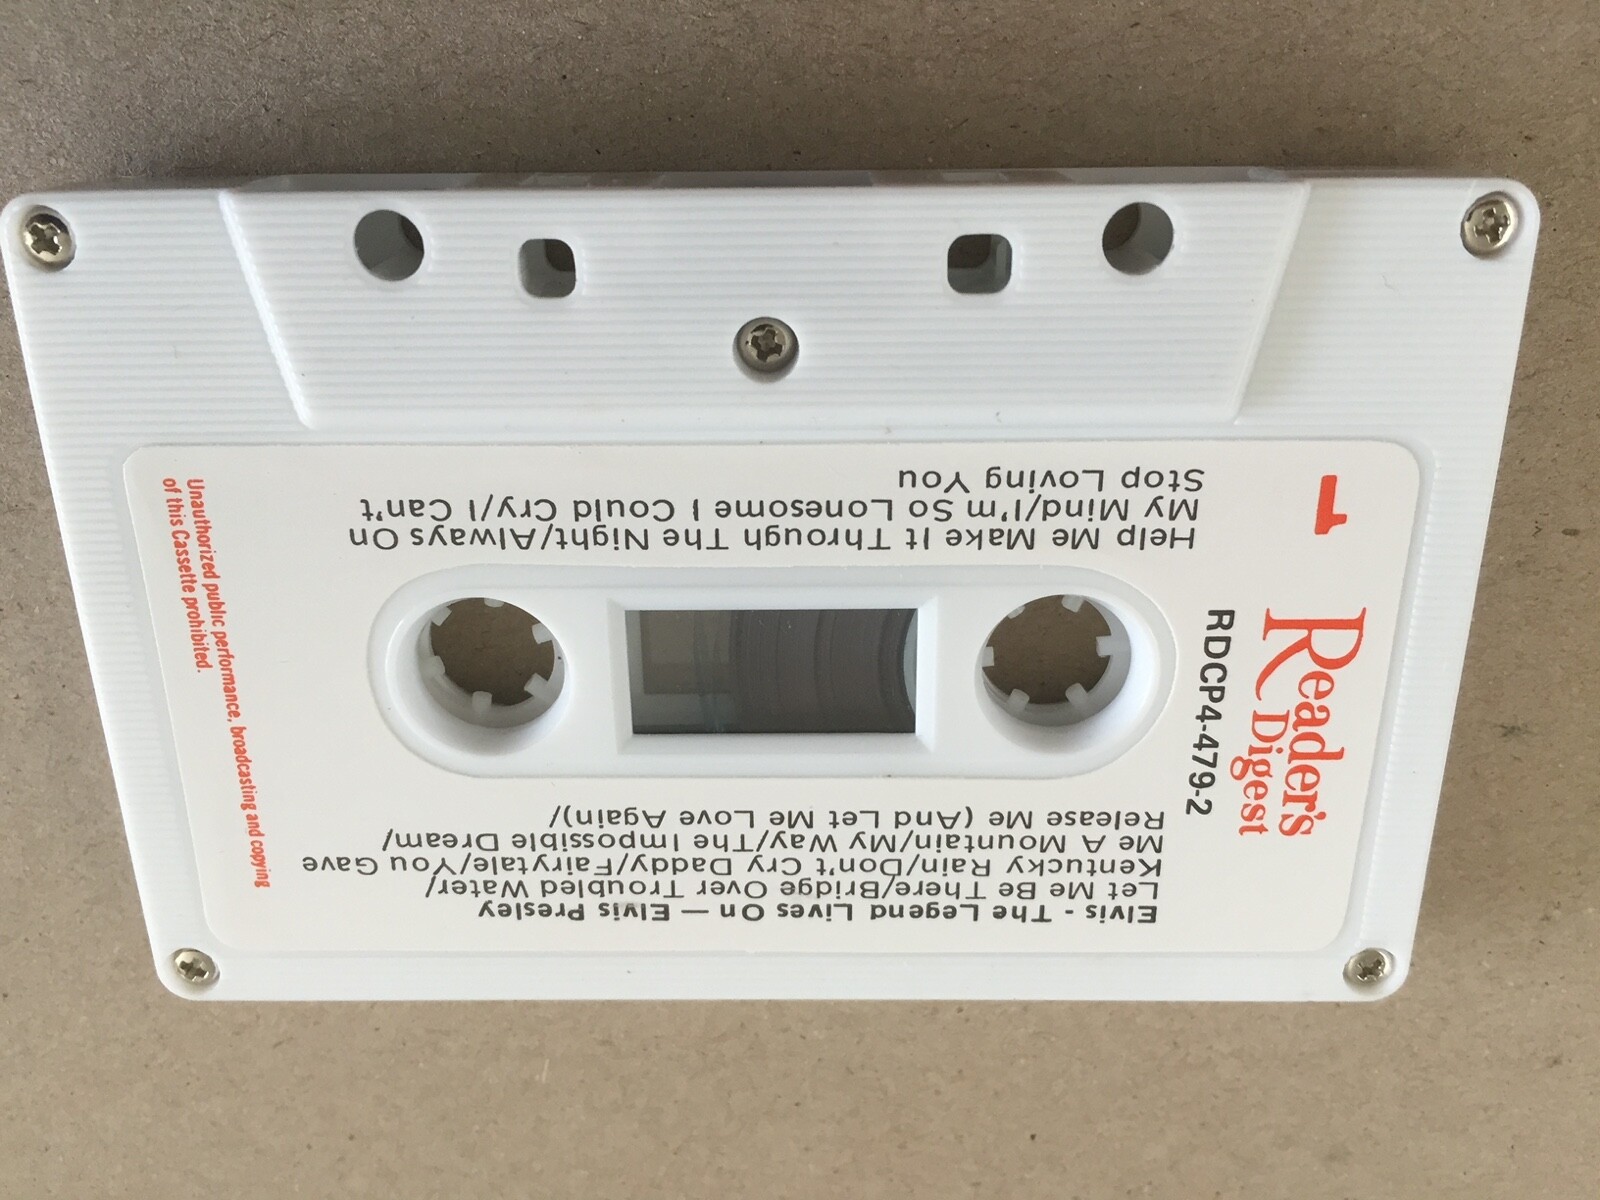 Elvis - The Legend Lives On — Elvis Presley
Let Me Be There/Bridge Over Troubled Water/
Kentucky Rain/Don't Cry Daddy/Fairytale/You Gave
Me A Mountain/My Way/The Impossible Dream/
Release Me (And Let Me Love Again)/
Reader's
Digest
RDCP4-479-2
1
Help Me Make It Through The Night/Always On
My Mind/I'm So Lonesome I Could Cry/I Can't
Stop Loving You
Unauthorized public performance, broadcasting and copying
of this Cassette prohibited.